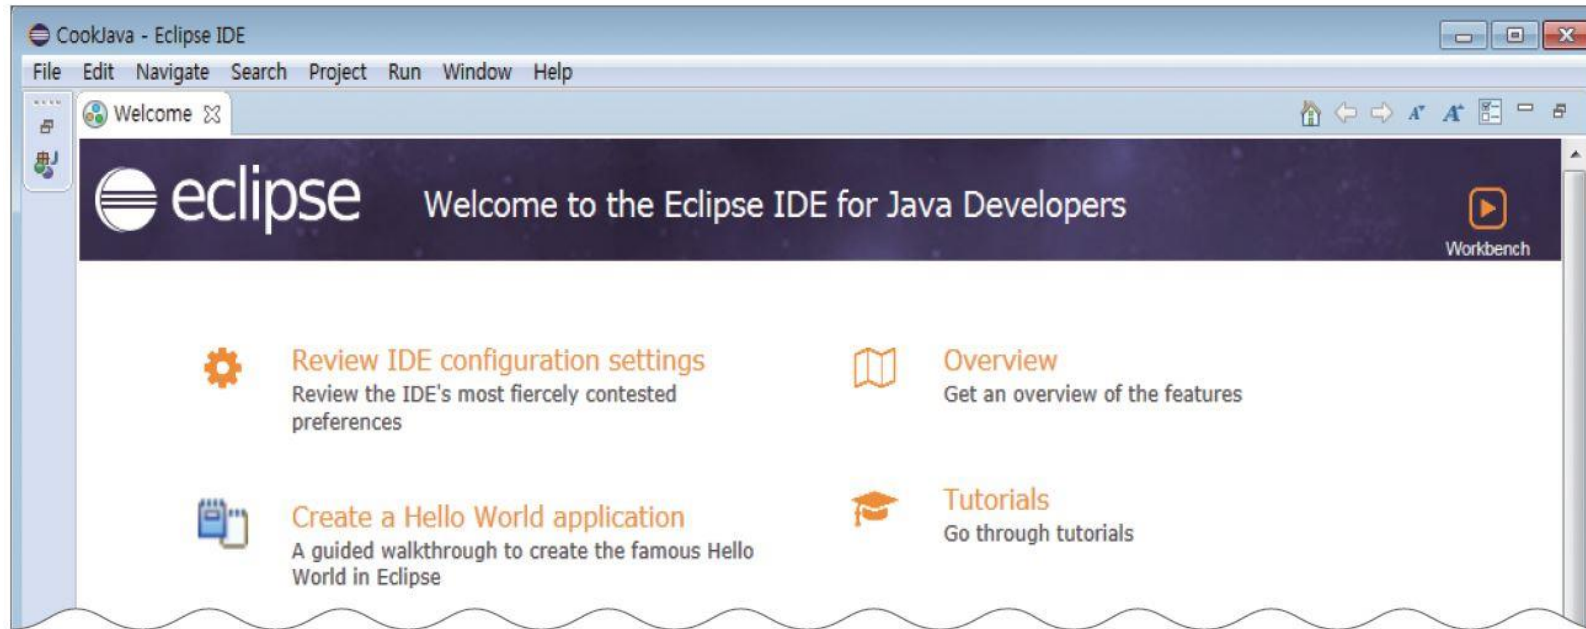 CookJava - Eclipse IDE
File Edit Navigate Search Project Run Window Help
Welcome
eclipse Welcome to the Eclipse IDE for Java Developers
Workbench
Review IDE configuration settings
Review the IDE's most fiercely contested
preferences
Overview
Get an overview of the features
Create a Hello World application
A guided walkthrough to create the famous Hello
World in Eclipse
Tutorials
Go through tutorials